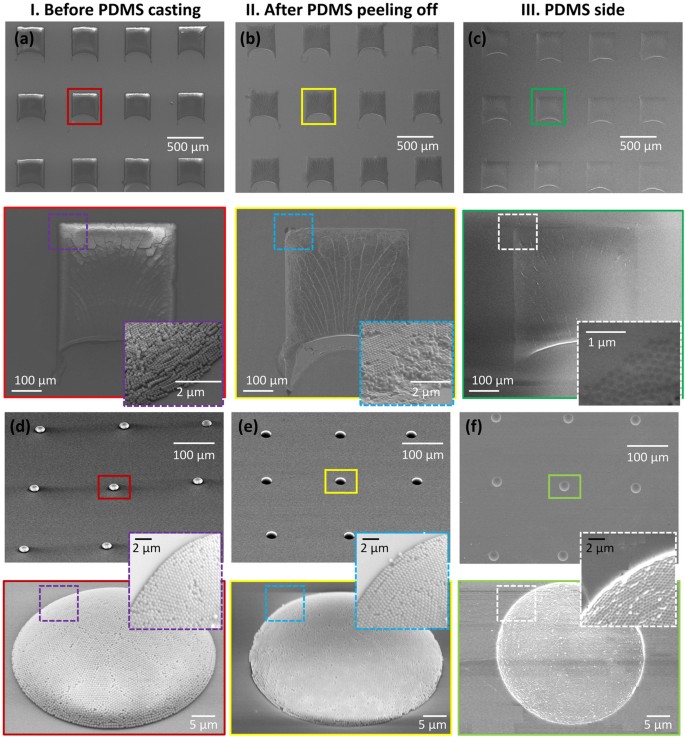 I. Before PDMS casting
II. After PDMS peeling off
III. PDMS side
(a)
(b)
(c)
500 µm
500 µm
500 µm
100 µm
2 µm
100 µm
2 µm
1 µm
100 µm
(d)
(e)
(f)
100 µm
100 µm
100 µm
2 µm
2 µm
2 µm
5 µm
5 µm
5 µm